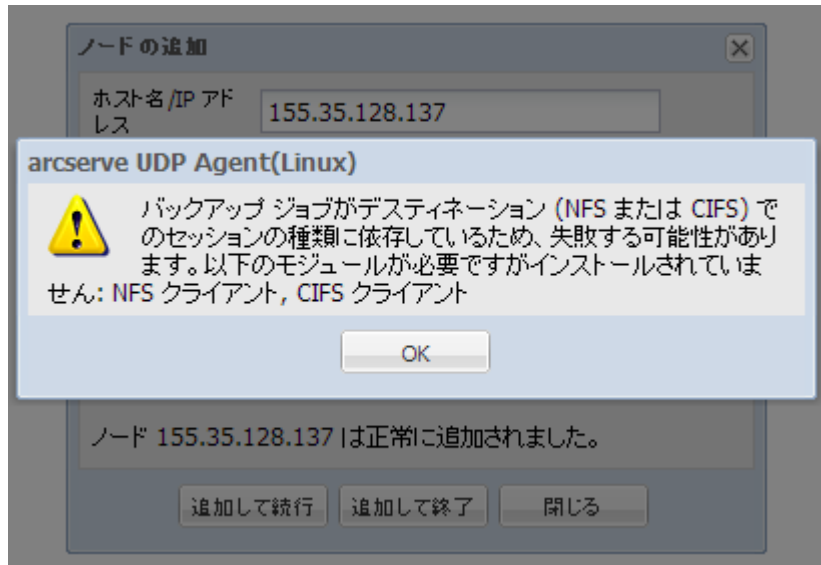 ノードの追加
ホスト名/IP アド
レス
155.35.128.137
arcserve UDP Agent(Linux)
バックアップ ジョブがデスティネーション (NFS または CIFS) で
のセッションの種類に依存しているため、失敗する可能性があり
ます。以下のモジュールが必要ですがインストールされていま
せん: NFS クライアント, CIFS クライアント
OK
ノード 155.35.128.137 は正常に追加されました。
追加して続行
追加して終了
閉じる